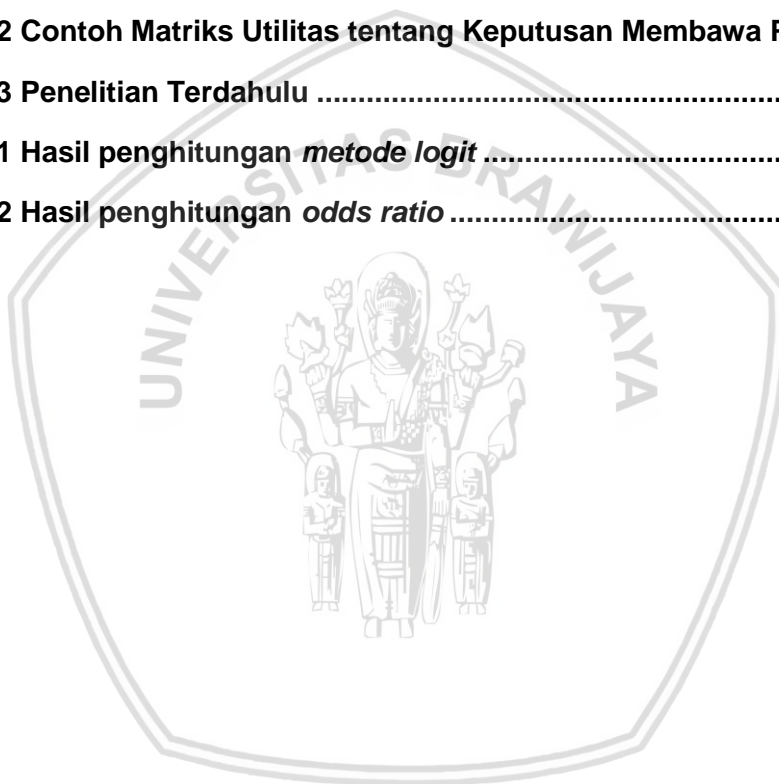 2 Contoh Matriks Utilitas tentang Keputusan Membawa
3 Penelitian Terdahulu ........................................................
1 Hasil penghitungan metode logit ....................................
2 Hasil penghitungan odds ratio ........................................
UNIVERSITAS BRAWIJAYA